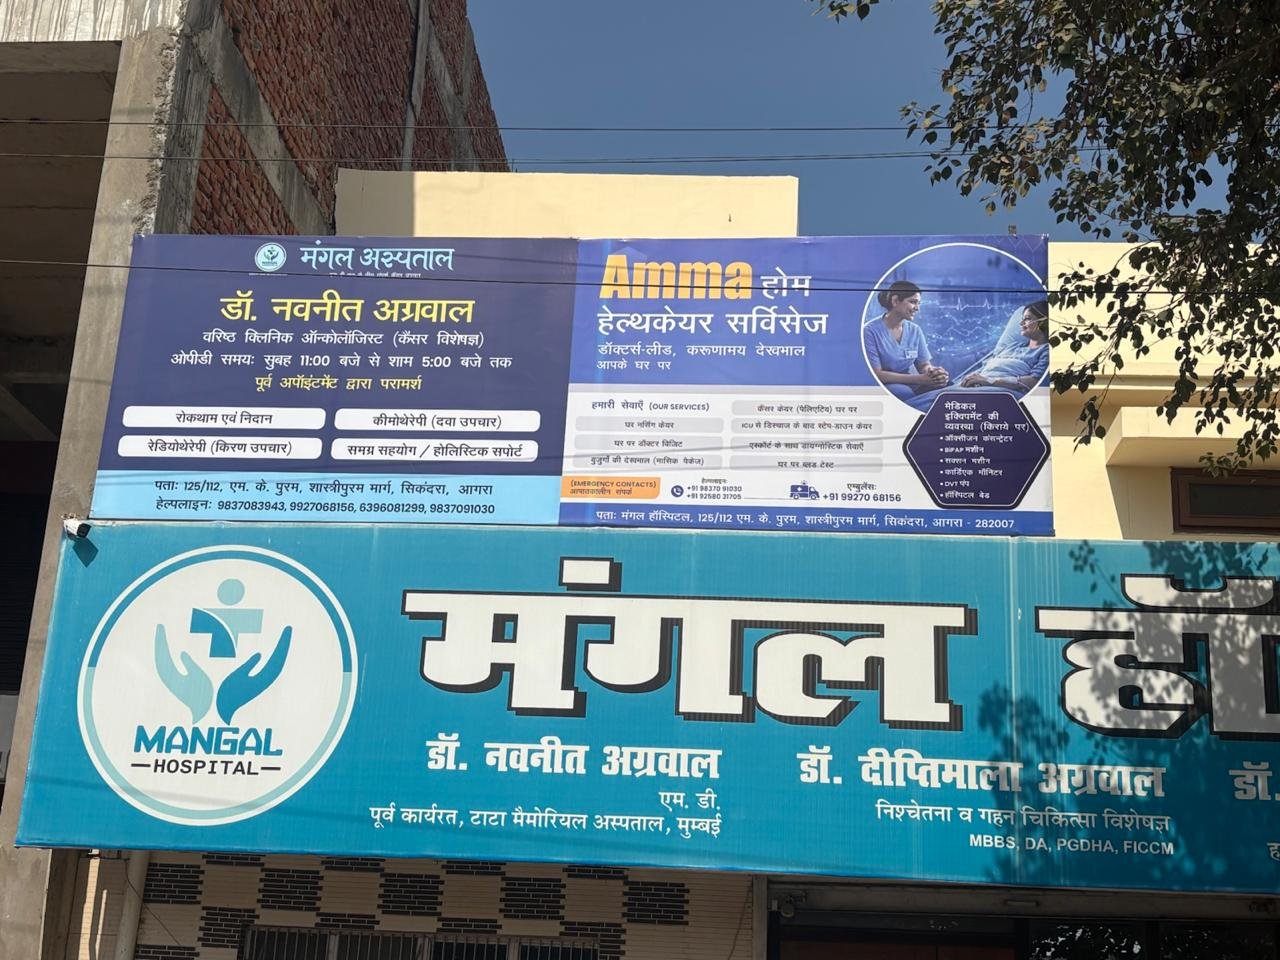 मंगल अस्पताल
डॉ. नवनीत अग्रवाल
वरिष्ठ क्लिनिक ऑन्कोलॉजिस्ट (कैंसर विशेषज्ञ)
ओपीडी समय: सुबह 11:00 बजे से शाम 5:00 बजे तक
पूर्व अपॉइंटमेंट द्वारा परामर्श
रोकथाम एवं निदान
कीमोथेरेपी (दवा उपचार)
रेडियोथेरेपी (किरण उपचार)
समग्र सहयोग / होलिस्टिक सपोर्ट
पता: 125/112, एम. के. पुरम, शास्त्रीपुरम मार्ग, सिकंदरा, आगरा
हेल्पलाइन: 9837083943, 9927068156, 6396081299, 9837091030
Amma होम
हेल्थकेयर सर्विसेज
डॉक्टर्स-लीड, करूणामय देखभाल
आपके घर पर
हमारी सेवाएँ (OUR SERVICES)
घर नर्सिंग केयर
घर पर डॉक्टर विजिट
बुजुर्गों की देखभाल (मासिक पैकेज)
कैंसर केयर (पेलिएटिव) घर पर
ICU से डिस्चार्ज के बाद स्टेप-डाउन केयर
एस्कॉर्ट के साथ डायग्नोस्टिक सेवाएँ
घर पर ब्लड टेस्ट
मेडिकल
इक्विपमेंट की
व्यवस्था (किराये पर)
• ऑक्सीजन कंसन्ट्रेटर
• BiPAP मशीन
• सक्शन मशीन
• कार्डिएक मॉनिटर
• DVT पंप
• हॉस्पिटल बेड
(EMERGENCY CONTACTS)
आपातकालीन संपर्क
हेल्पलाइन:
+91 98370 91030
+91 92580 31705
एम्बुलेंस:
+91 99270 68156
पता: मंगल हॉस्पिटल, 125/112 एम. के. पुरम, शास्त्रीपुरम मार्ग, सिकंदरा, आगरा - 282007
MANGAL
HOSPITAL
मंगल हॉ
डॉ. नवनीत अग्रवाल
एम. डी.
पूर्व कार्यरत, टाटा मैमोरियल अस्पताल, मुम्बई
डॉ. दीप्तिमाला अग्रवाल
निश्चेतना व गहन चिकित्सा विशेषज्ञ
MBBS, DA, PGDHA, FICCM
डॉ.